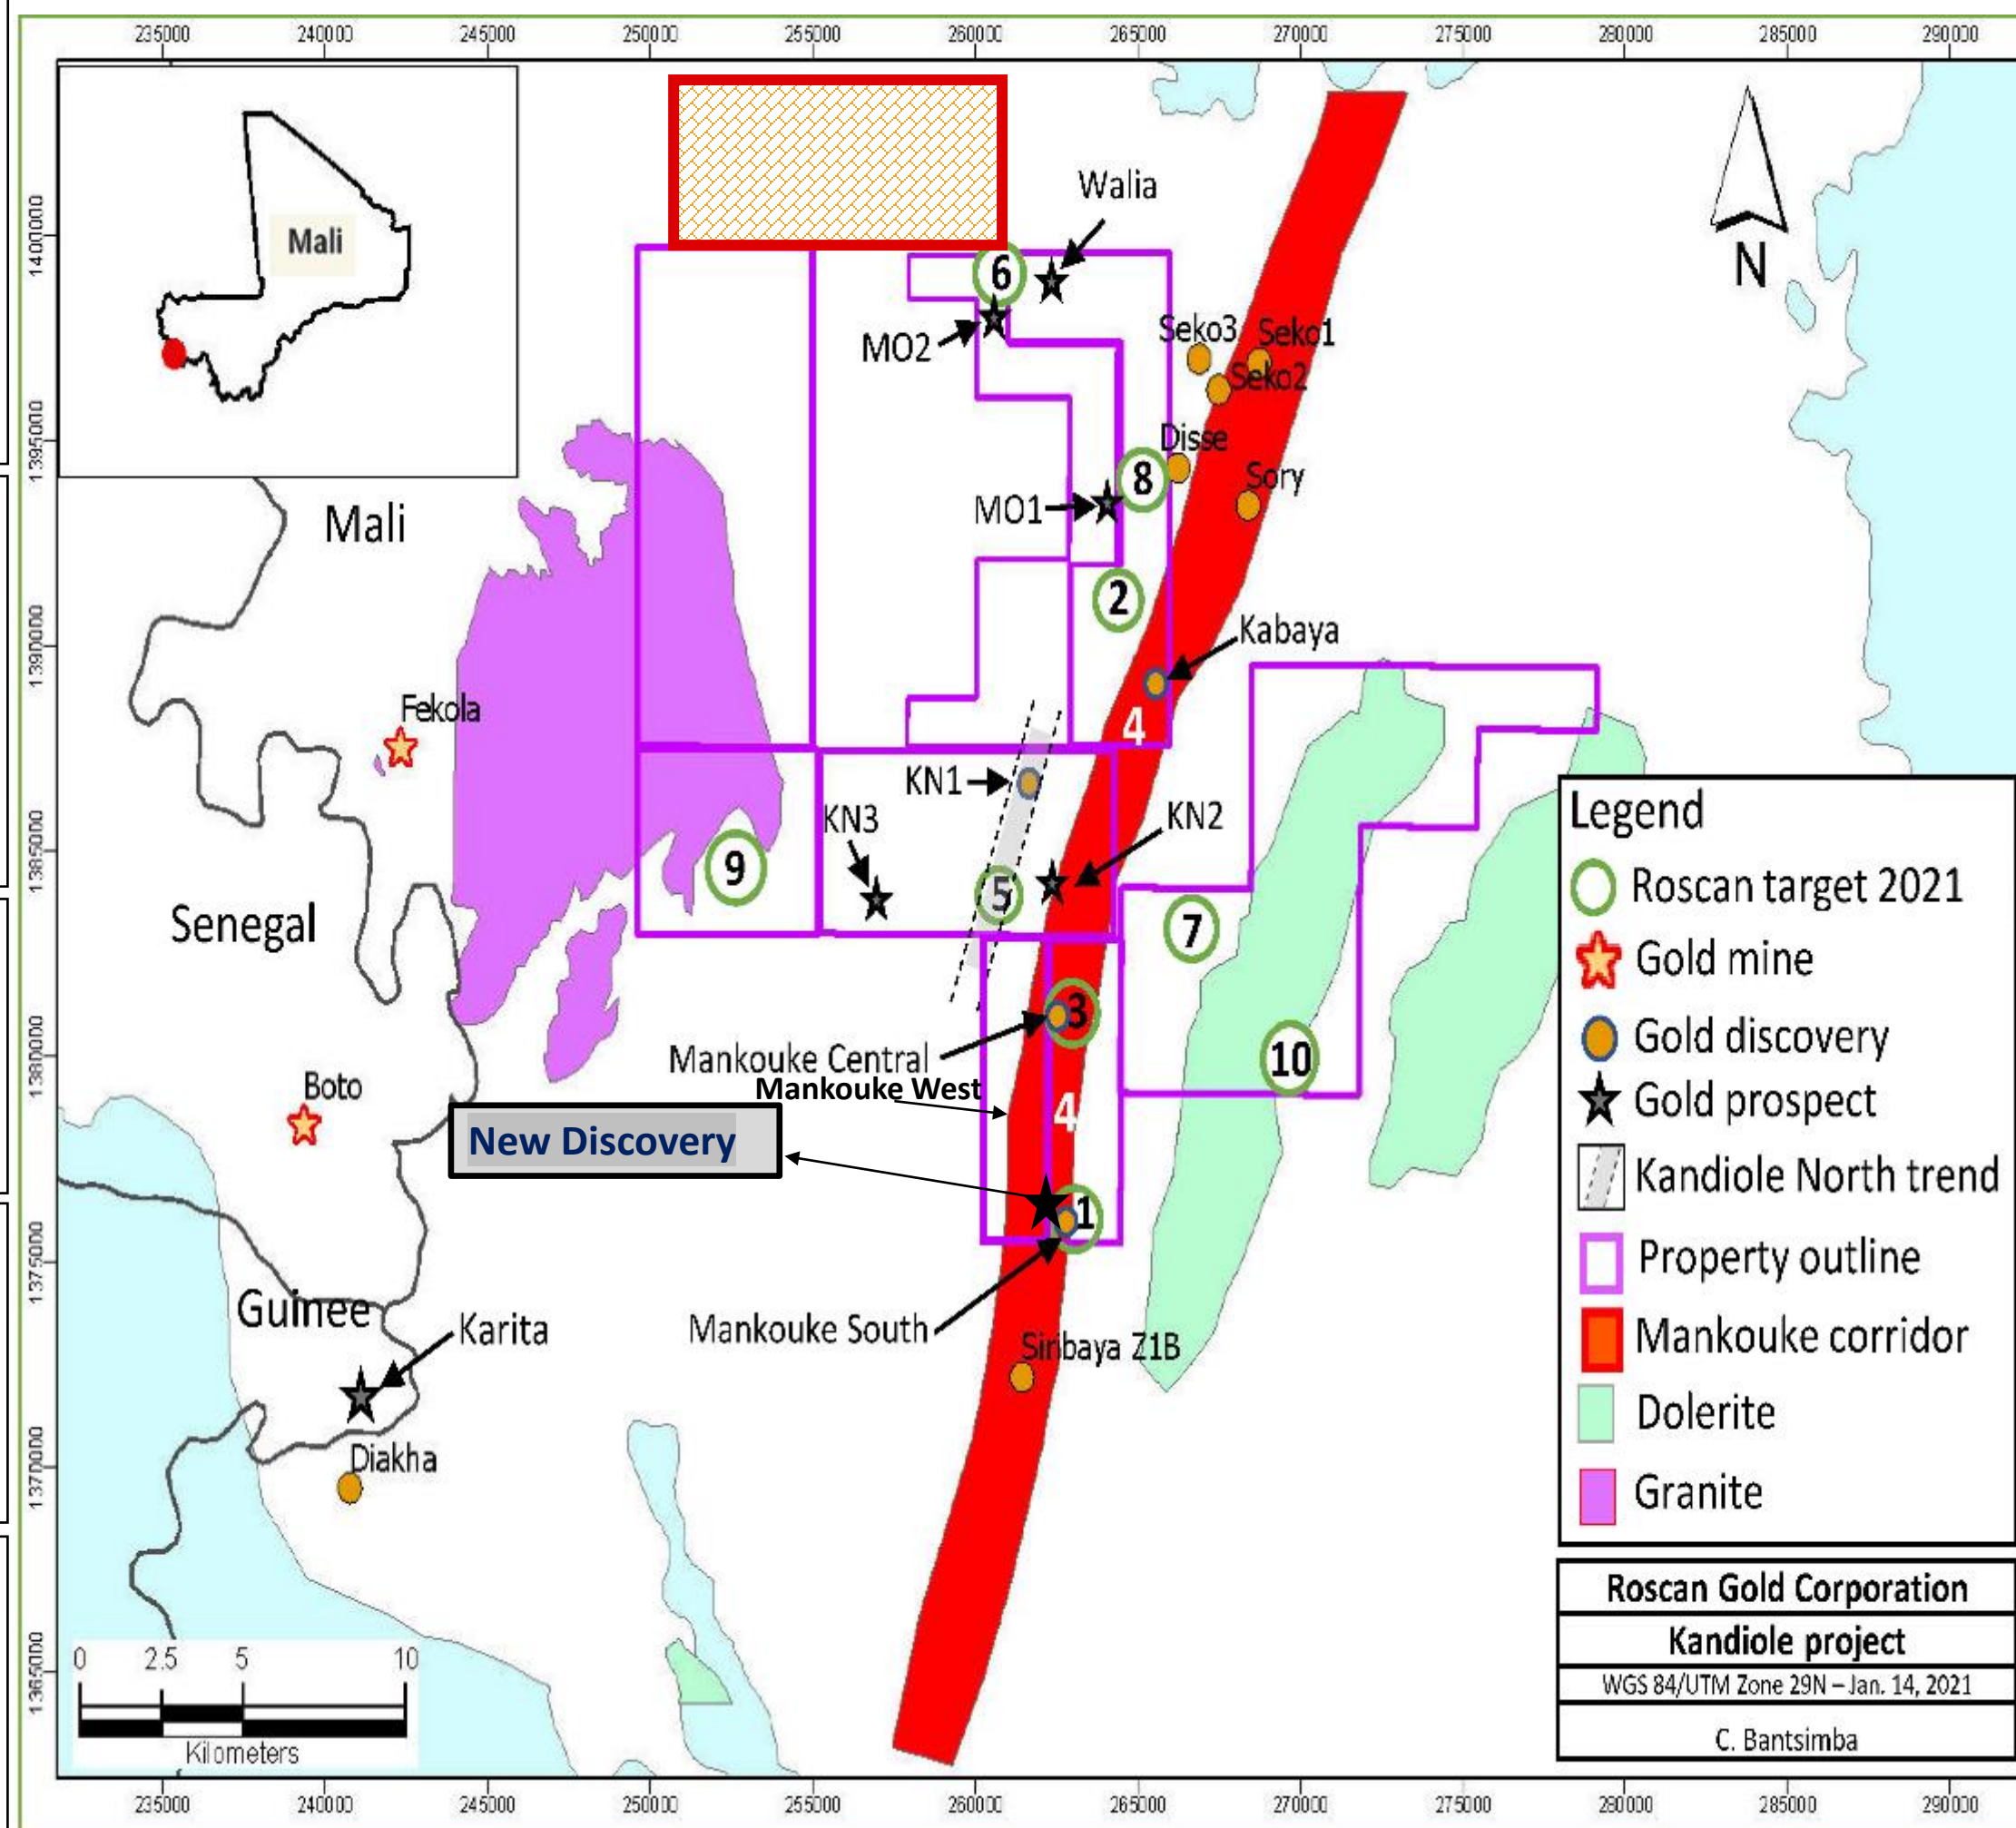 235000 240000 245000 250000 255000 260000 265000 270000 275000 280000 285000 290000
1400000
1395000
1390000
1385000
1380000
1375000
1370000
1365000
Mali
N
Walia
6
MO2
Seko3
Seko1
Seko2
Disse
8
Sory
MO1
Mali
2
Kabaya
Fekola
4
KN1
KN3
KN2
9
5
7
Senegal
3
10
Mankouke Central
Mankouke West
Boto
4
New Discovery
1
Guinee
Karita
Mankouke South
Siribaya Z1B
Diakha
Legend
Roscan target 2021
Gold mine
Gold discovery
Gold prospect
Kandiole North trend
Property outline
Mankouke corridor
Dolerite
Granite
Roscan Gold Corporation
Kandiole project
WGS 84/UTM Zone 29N – Jan. 14, 2021
C. Bantsimba
0 2.5 5 10
Kilometers
235000 240000 245000 250000 255000 260000 265000 270000 275000 280000 285000 290000